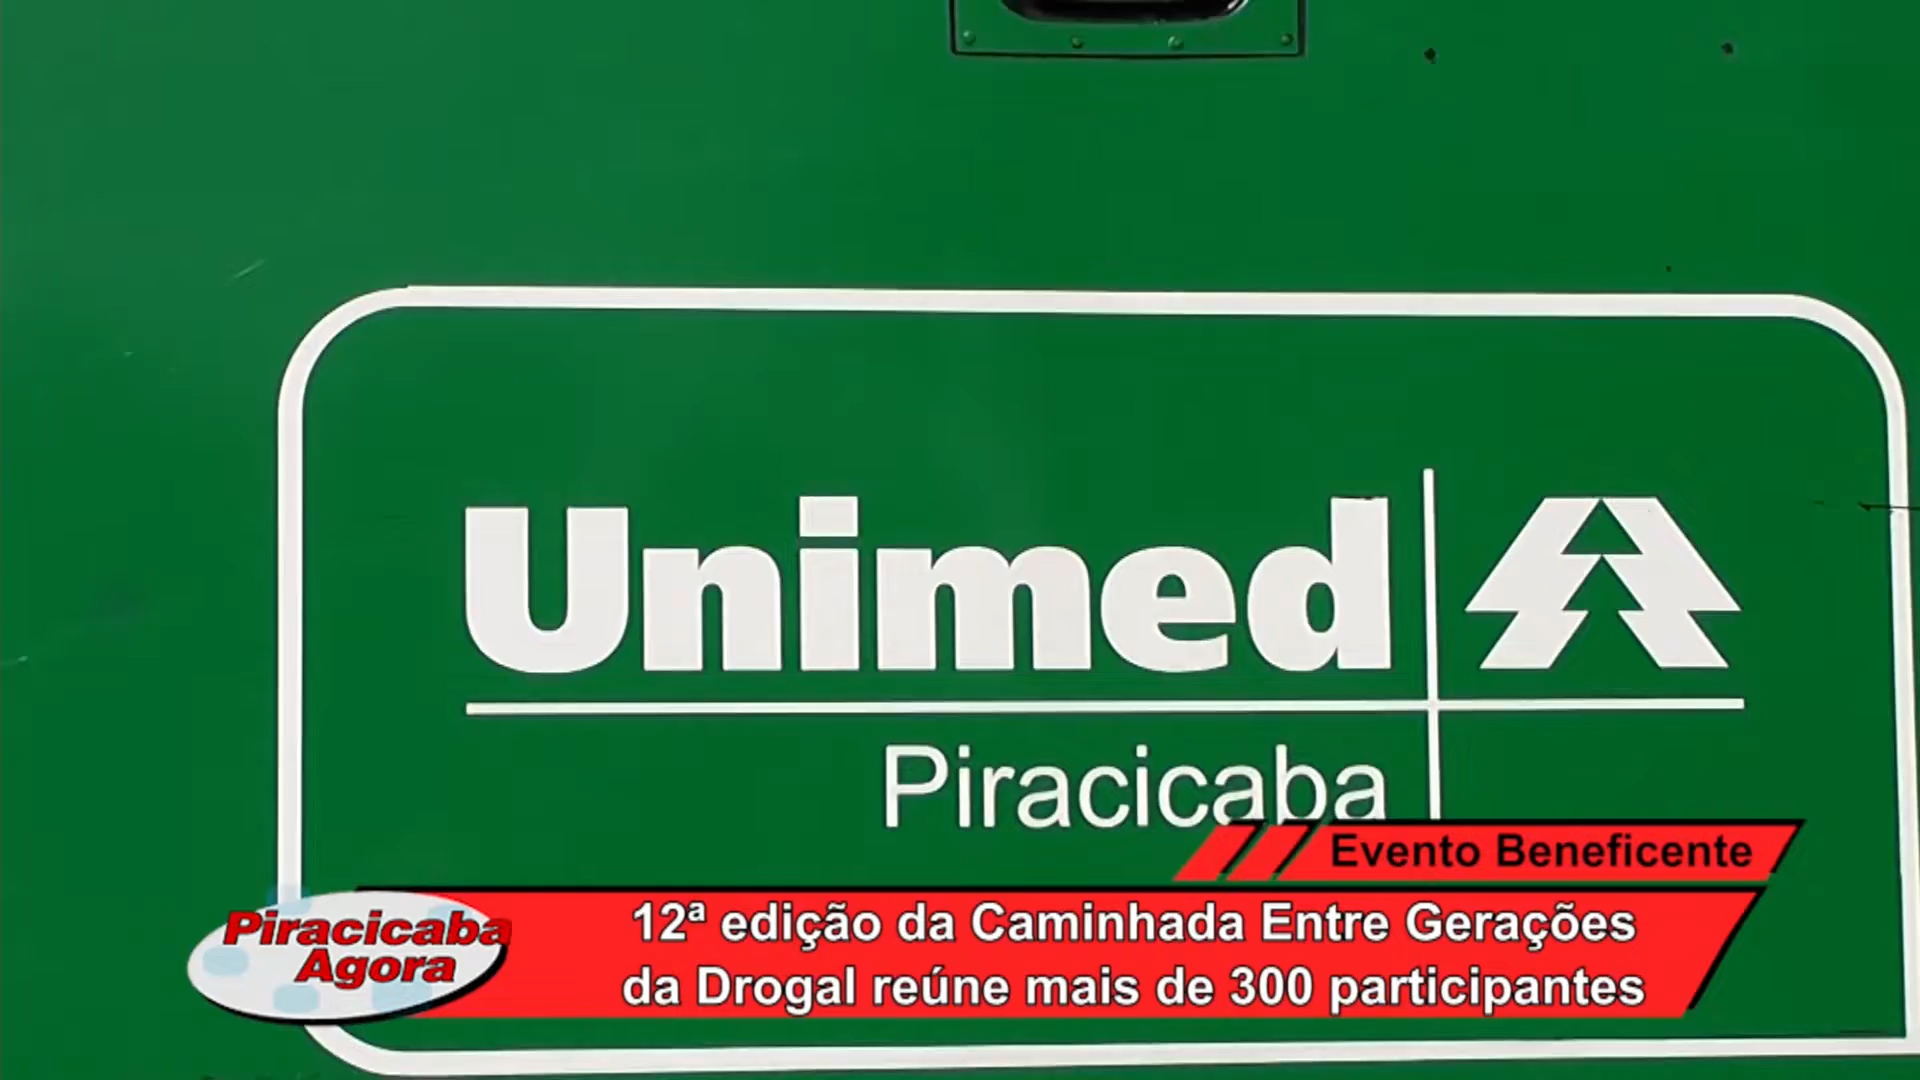 Unimed
Piracicaba
Evento Beneficente
Piracicaba
Agora
12ª edição da Caminhada Entre Gerações
da Drogal reúne mais de 300 participantes